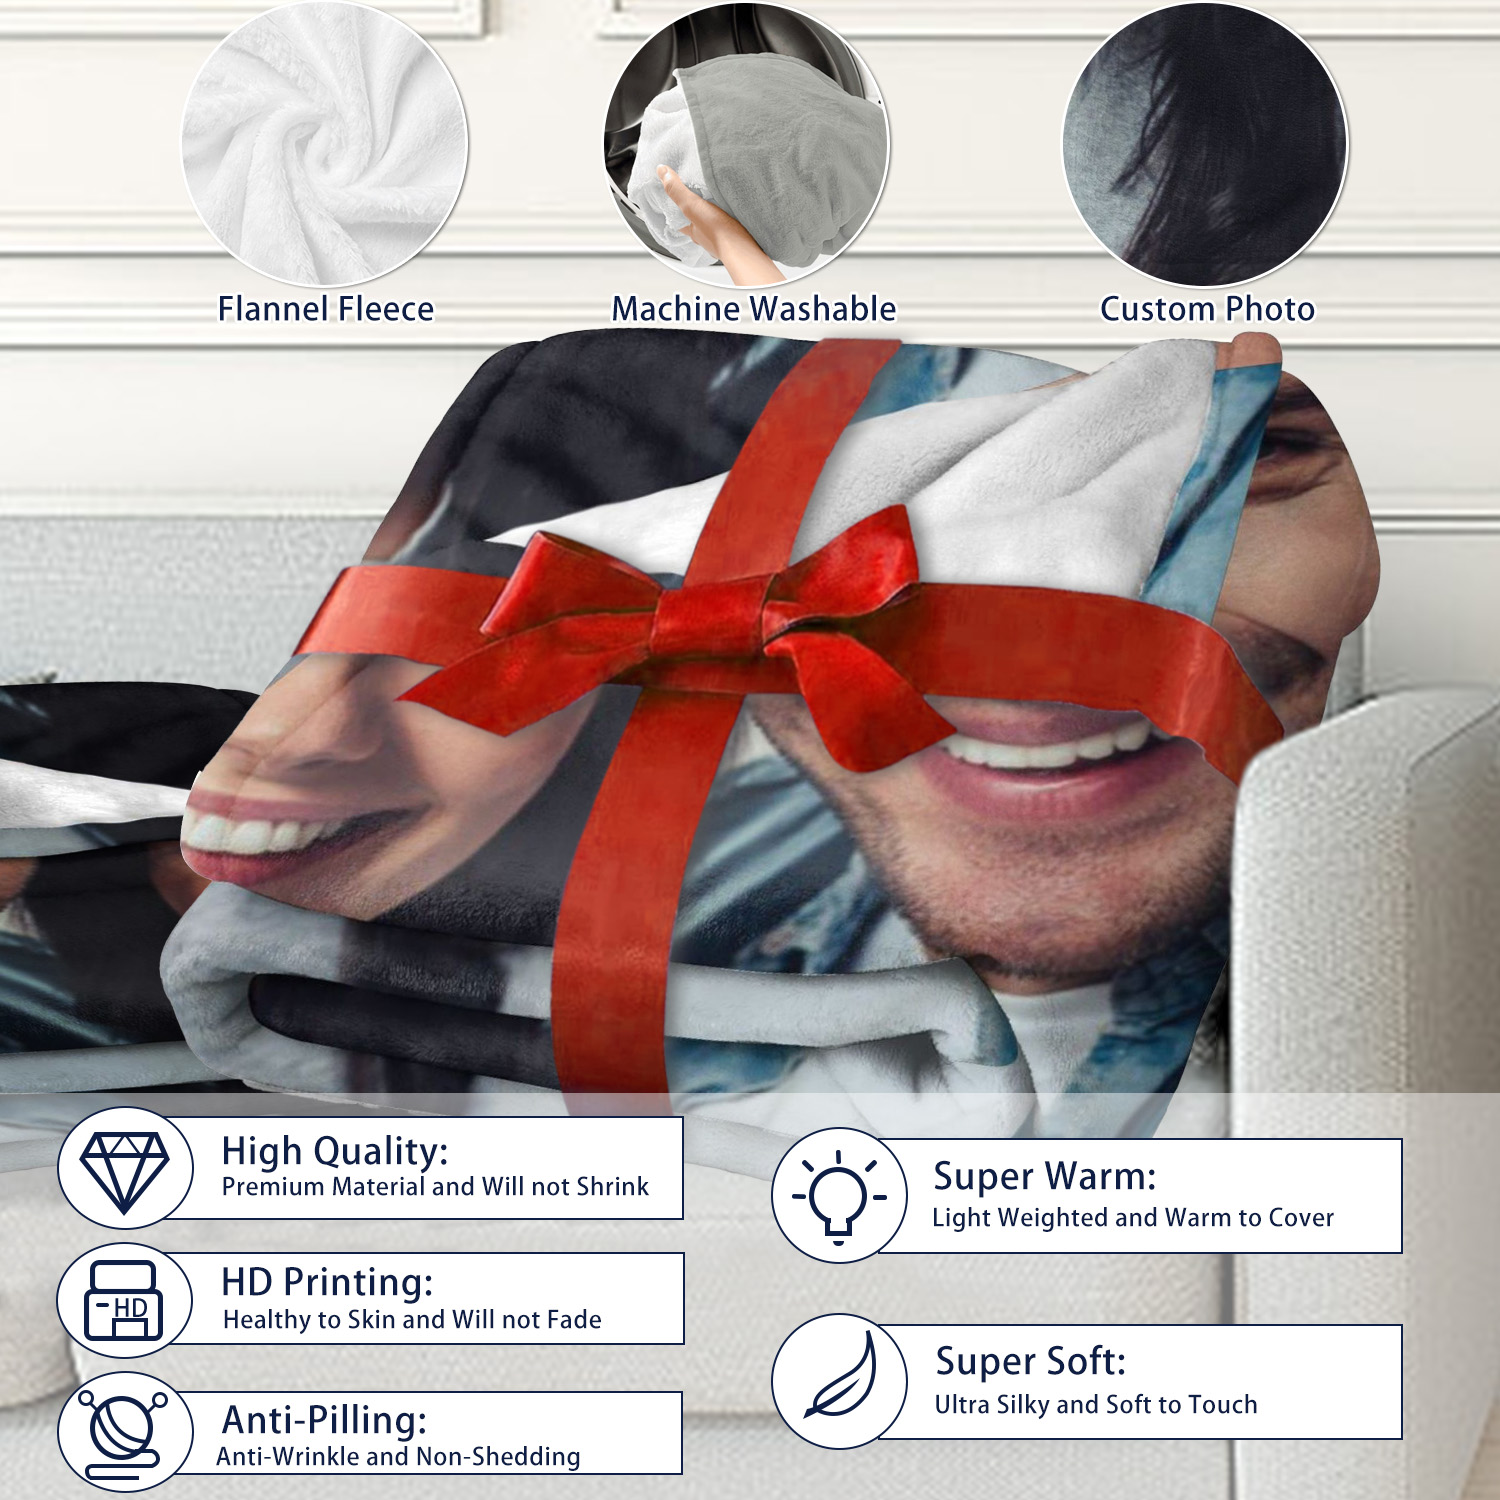 Flannel Fleece
Machine Washable
Custom Photo
High Quality:
Premium Material and Will not Shrink
HD Printing:
Healthy to Skin and Will not Fade
HD
Anti-Pilling:
Anti-Wrinkle and Non-Shedding
Super Warm:
Light Weighted and Warm to Cover
Super Soft:
Ultra Silky and Soft to Touch